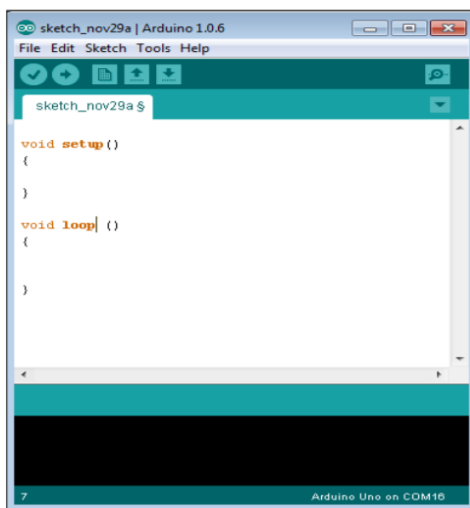 sketch_nov29a | Arduino 1.0.6
File Edit Sketch Tools Help
sketch_nov29a §
void setup()
{
}
void loop ()
{
}
7
Arduino Uno on COM16